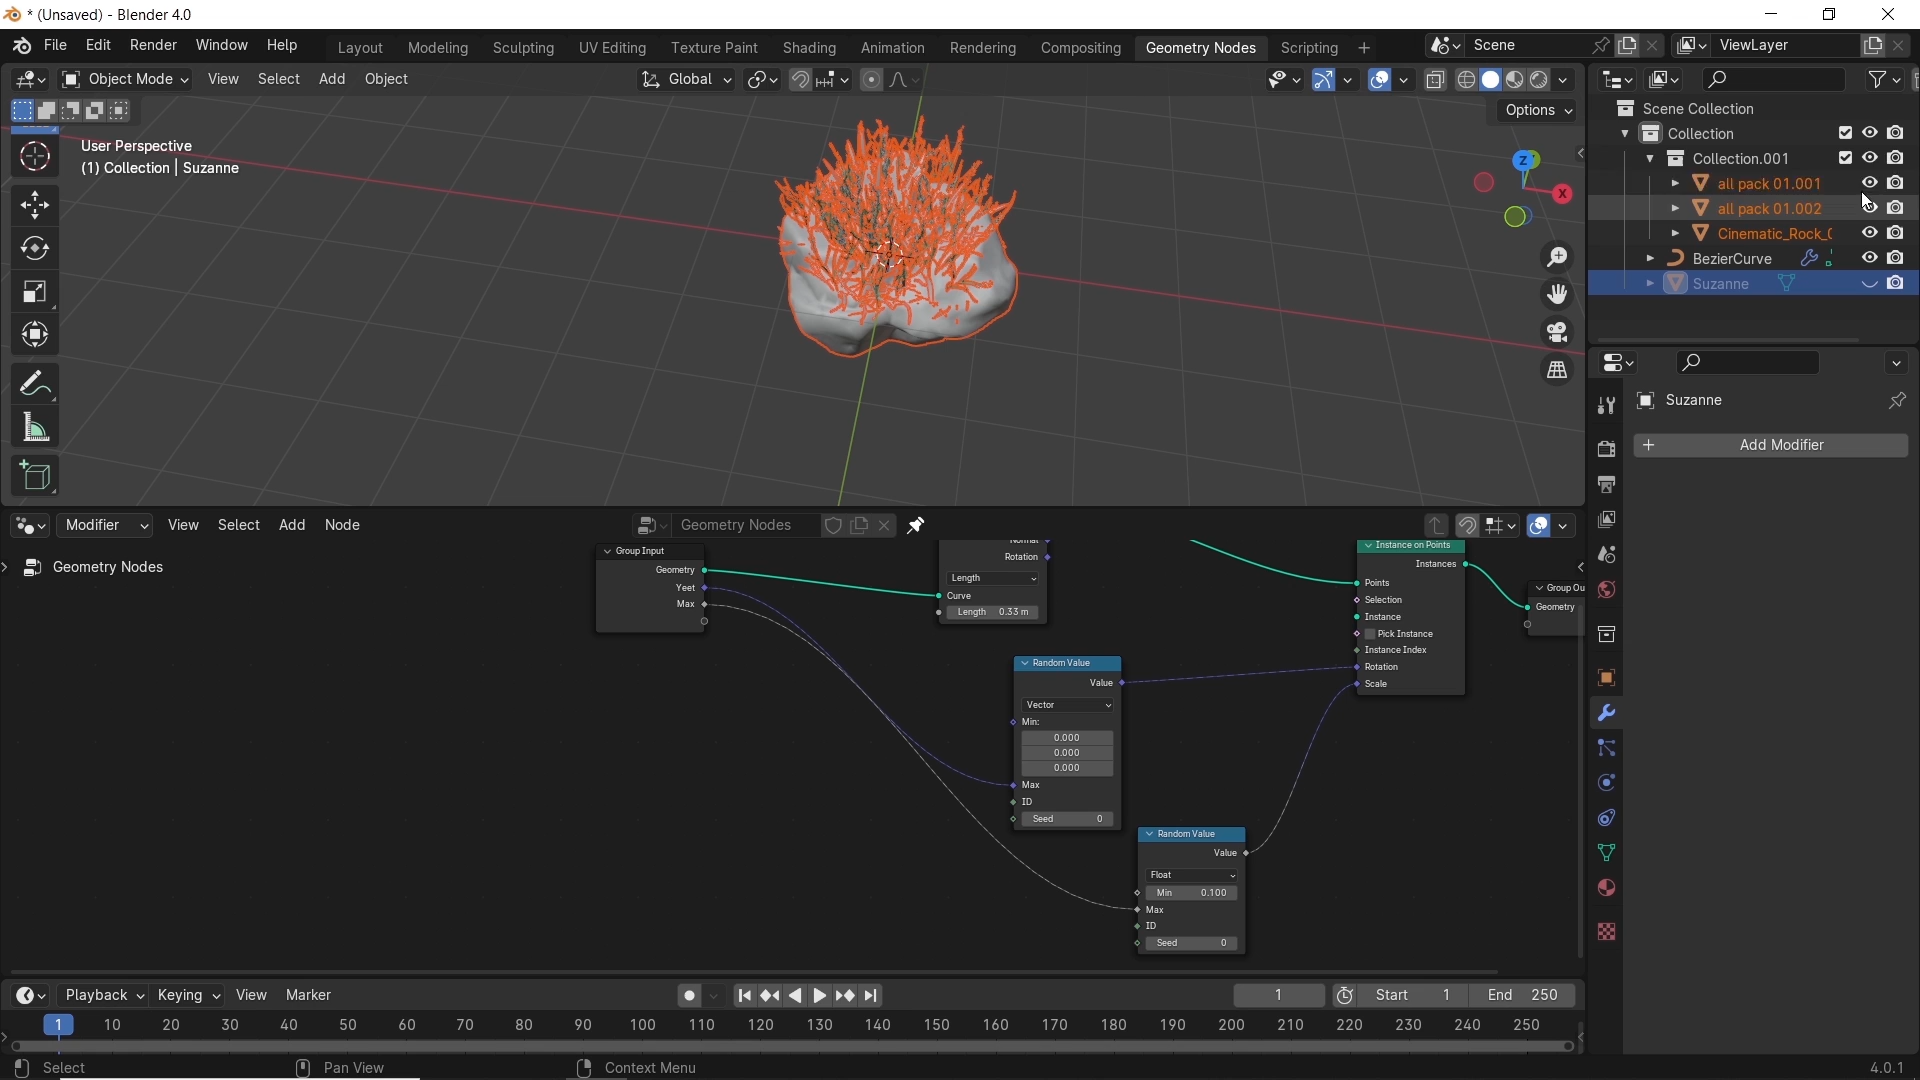 * (Unsaved) - Blender 4.0
File Edit Render Window Help
Layout Modeling Sculpting UV Editing Texture Paint Shading Animation Rendering Compositing Geometry Nodes Scripting
Scene
ViewLayer
Object Mode View Select Add Object
Global
Options
User Perspective
(1) Collection | Suzanne
Z
X
Scene Collection
Collection
Collection.001
all pack 01.001
all pack 01.002
Cinematic_Rock_0
BezierCurve
Suzanne
Suzanne
Add Modifier
Modifier View Select Add Node
Geometry Nodes
Geometry Nodes
Group Input
Geometry
Yeet
Max
Normal
Rotation
Length
Curve
Length 0.33 m
Random Value
Value
Vector
Min:
0.000
0.000
0.000
Max
ID
Seed 0
Random Value
Value
Float
Min 0.100
Max
ID
Seed 0
Instance on Points
Instances
Points
Selection
Instance
Pick Instance
Instance Index
Rotation
Scale
Group Ou
Geometry
Playback Keying View Marker
1
Start 1
End 250
1 10 20 30 40 50 60 70 80 90 100 110 120 130 140 150 160 170 180 190 200 210 220 230 240 250
Select
Pan View
Context Menu
4.0.1